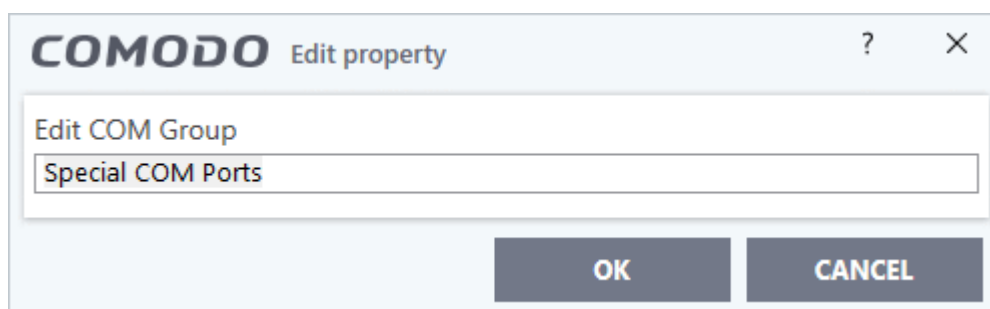 COMODO Edit property ? X
Edit COM Group
Special COM Ports
OK CANCEL